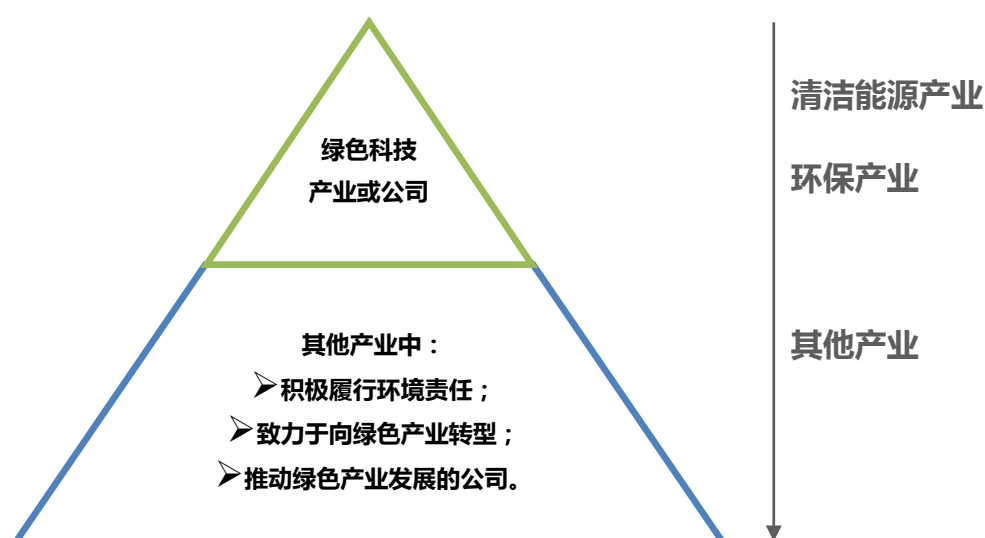 清洁能源产业
绿色科技
产业或公司
环保产业
其他产业中：
其他产业
➢积极履行环境责任；
➢致力于向绿色产业转型；
➢推动绿色产业发展的公司。